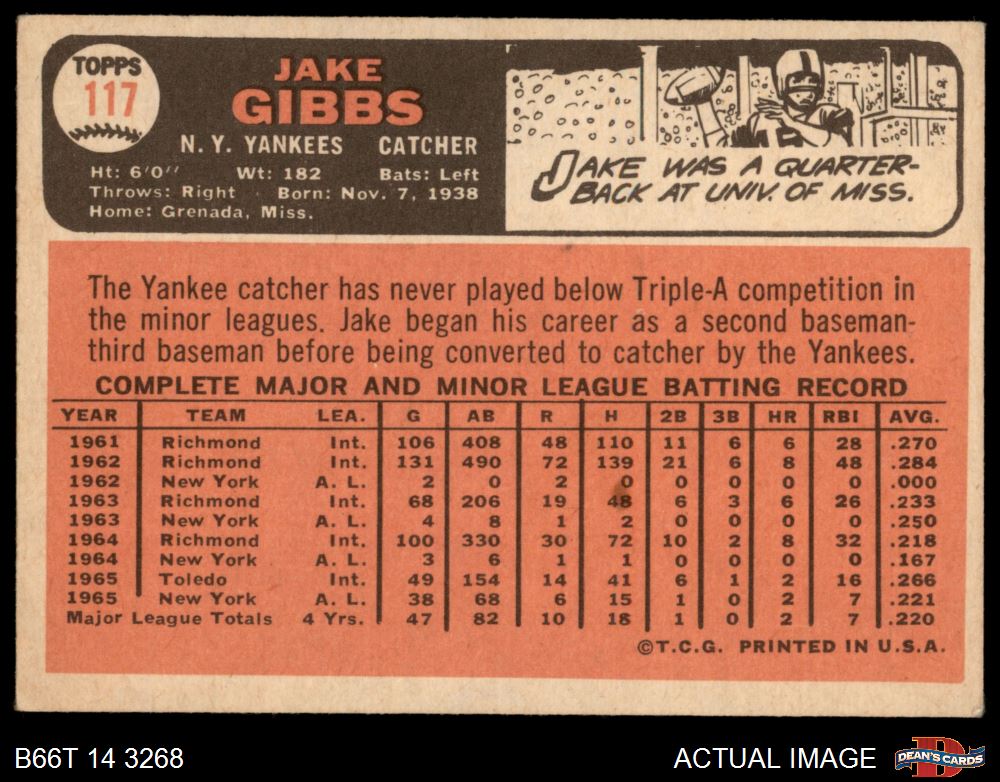 TOPPS
117
JAKE
GIBBS
N. Y. YANKEES CATCHER
Ht: 6'0'' Wt: 182 Bats: Left
Throws: Right Born: Nov. 7, 1938
Home: Grenada, Miss.
JAKE WAS A QUARTER-
BACK AT UNIV. OF MISS.
The Yankee catcher has never played below Triple-A competition in
the minor leagues. Jake began his career as a second baseman-
third baseman before being converted to catcher by the Yankees.
COMPLETE MAJOR AND MINOR LEAGUE BATTING RECORD
YEAR TEAM LEA. G AB R H 2B 3B HR RBI AVG.
1961 Richmond Int. 106 408 48 110 11 6 6 28 .270
1962 Richmond Int. 131 490 72 139 21 6 8 48 .284
1962 New York A. L. 2 0 2 0 0 0 0 0 .000
1963 Richmond Int. 68 206 19 48 6 3 6 26 .233
1963 New York A. L. 4 8 1 2 0 0 0 0 .250
1964 Richmond Int. 100 330 30 72 10 2 8 32 .218
1964 New York A. L. 3 6 1 1 0 0 0 0 .167
1965 Toledo Int. 49 154 14 41 6 1 2 16 .266
1965 New York A. L. 38 68 6 15 1 0 2 7 .221
Major League Totals 4 Yrs. 47 82 10 18 1 0 2 7 .220
©T.C.G. PRINTED IN U.S.A.
B66T 14 3268 ACTUAL IMAGE D DEAN'S CARDS